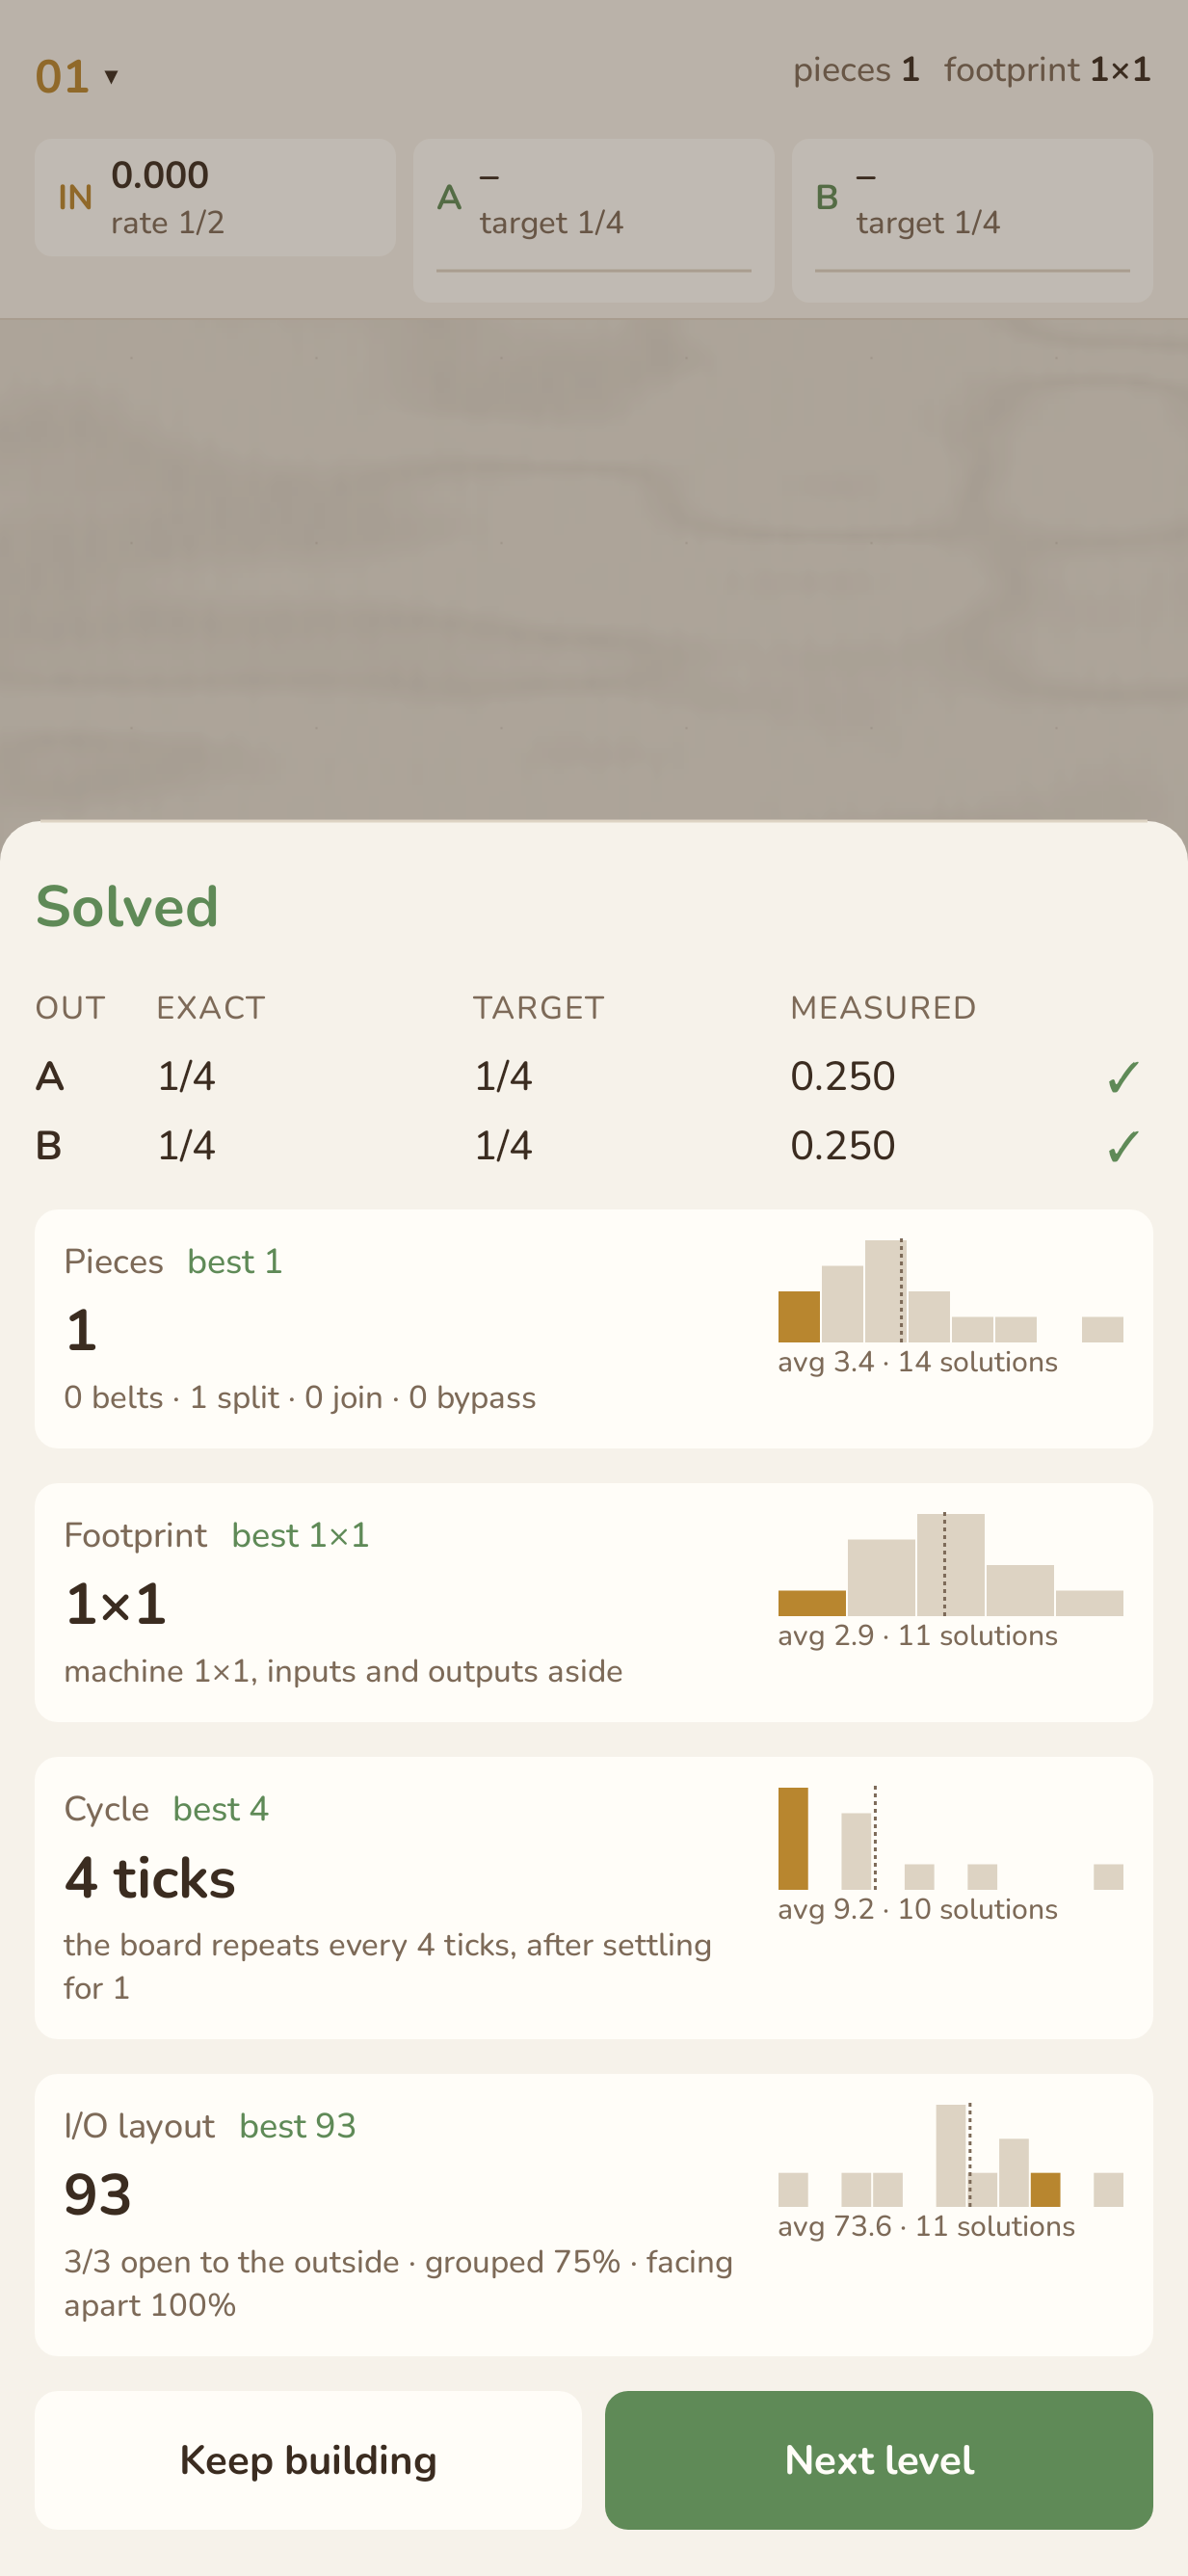 01 ▾
pieces 1 footprint 1×1
IN 0.000
rate 1/2
A –
target 1/4
B –
target 1/4
Solved
OUT EXACT TARGET MEASURED
A 1/4 1/4 0.250 ✓
B 1/4 1/4 0.250 ✓
Pieces best 1
1
0 belts · 1 split · 0 join · 0 bypass
avg 3.4 · 14 solutions
Footprint best 1×1
1×1
machine 1×1, inputs and outputs aside
avg 2.9 · 11 solutions
Cycle best 4
4 ticks
the board repeats every 4 ticks, after settling
for 1
avg 9.2 · 10 solutions
I/O layout best 93
93
3/3 open to the outside · grouped 75% · facing
apart 100%
avg 73.6 · 11 solutions
Keep building
Next level